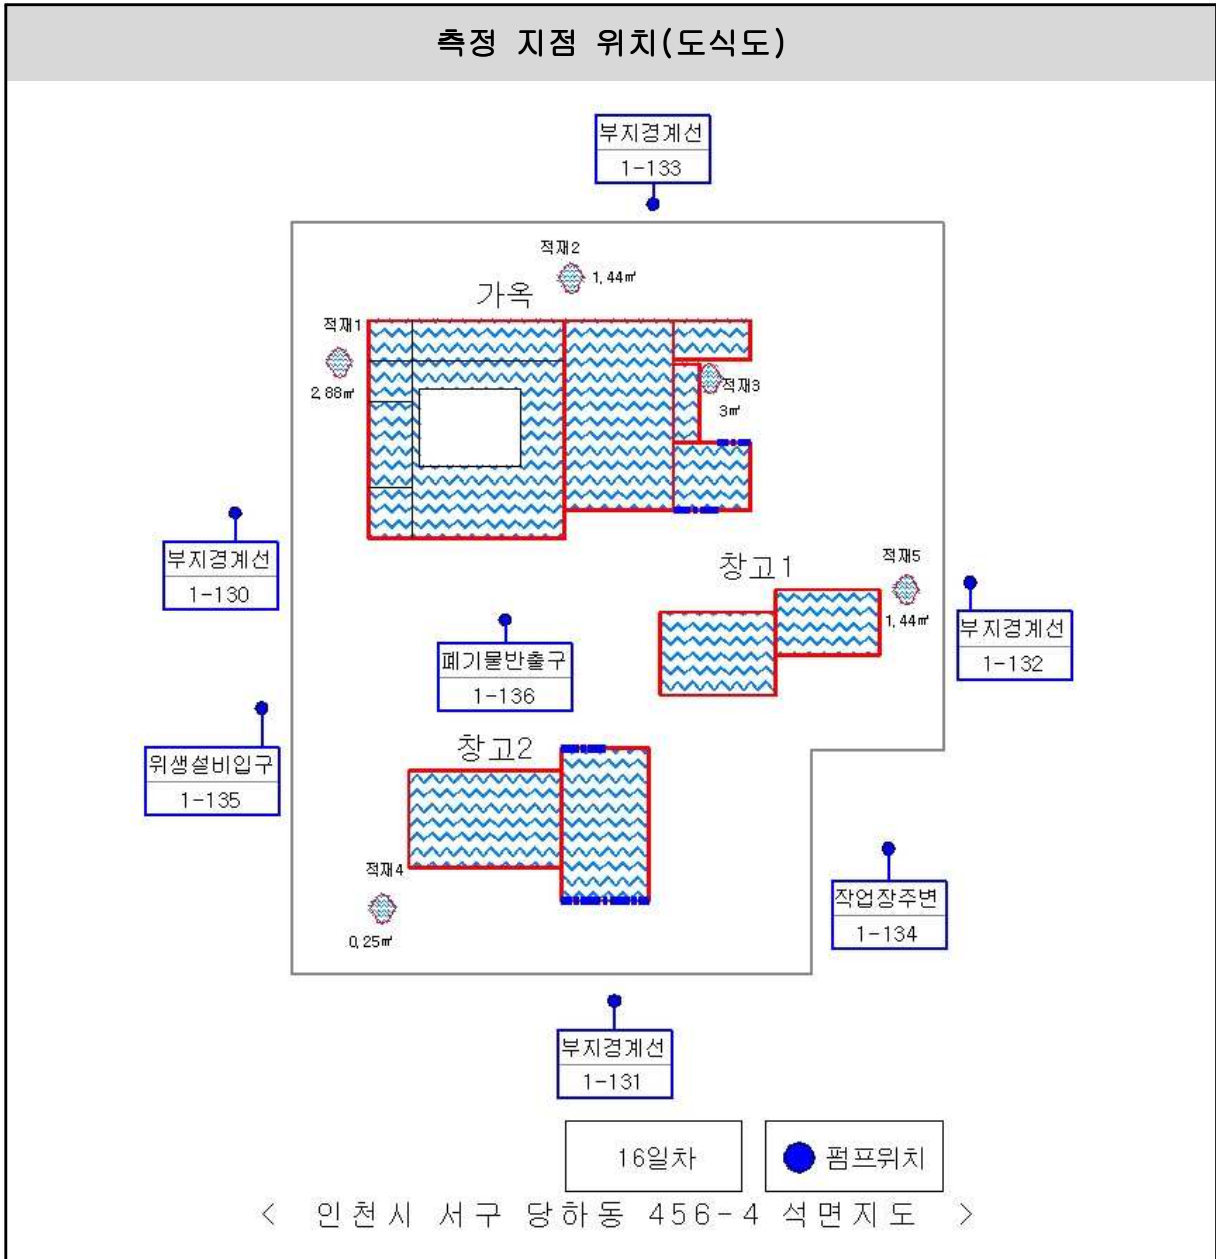 측정 지점 위치(도식도)
부지경계선
1-133
적재2
1,44㎡
가옥
적재1
2,88㎡
적재3
3㎡
부지경계선
1-130
창고1
적재5
1,44㎡
부지경계선
1-132
폐기물반출구
1-136
위생설비입구
1-135
창고2
적재4
0,25㎡
작업장주변
1-134
부지경계선
1-131
16일차
펌프위치
< 인천시 서구 당하동 456-4 석면지도 >